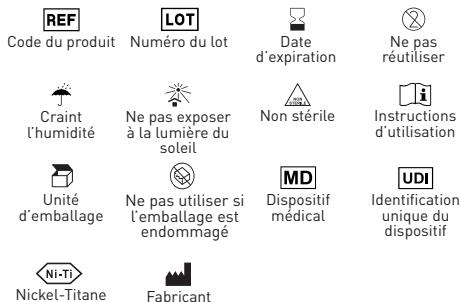 REF
Code du produit
LOT
Numéro du lot
Date
d'expiration
2
Ne pas
réutiliser
Craint
l'humidité
Ne pas exposer
à la lumière du
soleil
NON
STÉRILE
Non stérile
i
Instructions
d'utilisation
Unité
d'emballage
Ne pas utiliser si
l'emballage est
endommagé
MD
Dispositif
médical
UDI
Identification
unique du
dispositif
Ni-Ti
Nickel-Titane
Fabricant